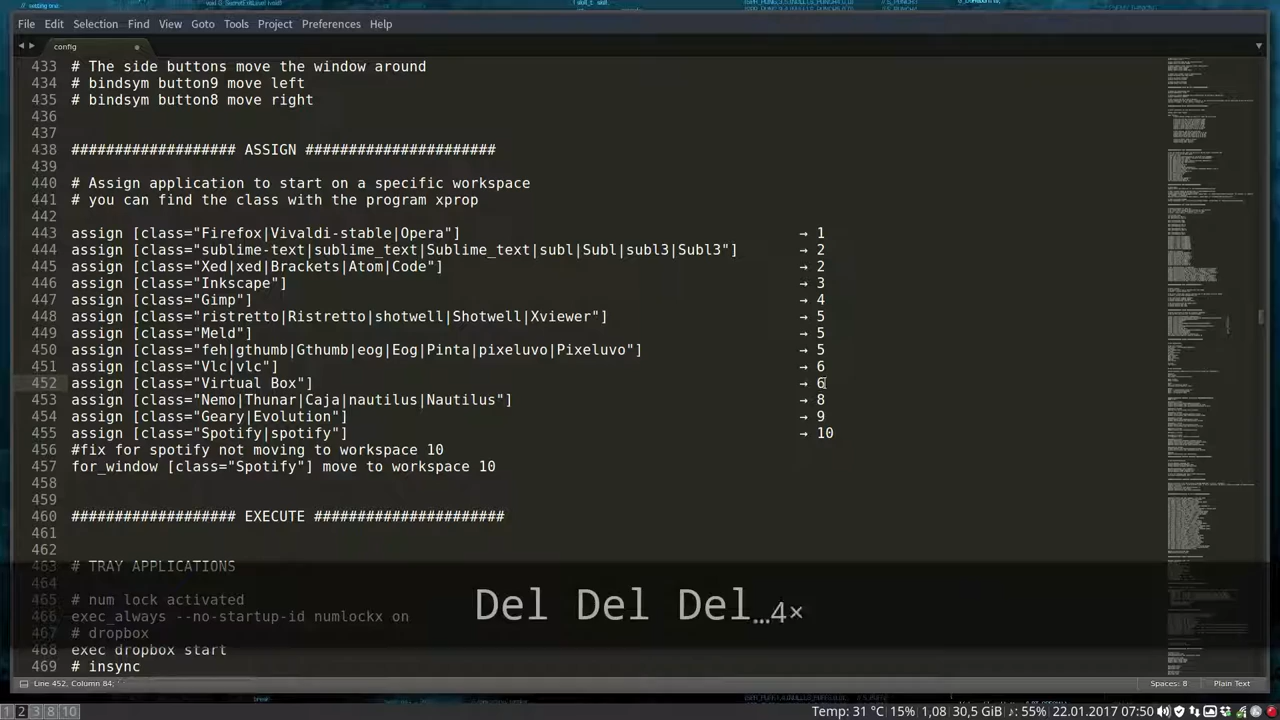 File Edit Selection Find View Goto Tools Project Preferences Help
config
433 # The side buttons move the window around
434 # bindsym button9 move left
435 # bindsym button8 move right
436
437
438 ################### ASSIGN ####################
439
440 # Assign application to start on a specific workspace
441 # you can find the class with the program xprop
442
443 assign [class="Firefox|Vivaldi-stable|Opera"] → 1
444 assign [class="sublime-text|sublime_text|Sublime_text|subl|Subl|subl3|Subl3"] → 2
445 assign [class="Xed|xed|Brackets|Atom|Code"] → 2
446 assign [class="Inkscape"] → 3
447 assign [class="Gimp"] → 4
448 assign [class="ristretto|Ristretto|shotwell|Shotwell|Xviewer"] → 5
449 assign [class="Meld"] → 5
450 assign [class="feh|gthumb|Gthumb|eog|Eog|Pinta|pixeluvo|Pixeluvo"] → 5
451 assign [class="Vlc|vlc"] → 6
452 assign [class="Virtual Box"] → 6
453 assign [class="Nemo|Thunar|Caja|nautilus|Nautilus"] → 8
454 assign [class="Geary|Evolution"] → 9
455 assign [class="Spotify|spotify"] → 10
456 #fix for spotify not moving to workspace 10
457 for_window [class="Spotify"] move to workspace
458
459
460 ################### EXECUTE ###################
461
462
463 # TRAY APPLICATIONS
464
465 # num lock activated
466 exec_always --no-startup-id numlockx on
467 # dropbox
468 exec dropbox start
469 # insync
Del Del Del…4×
Line 452, Column 84; Spaces: 8 Plain Text
1 2 3 8 10 Temp: 31 °C 15% 1,08 30,5 GiB ♪: 55% 22.01.2017 07:50